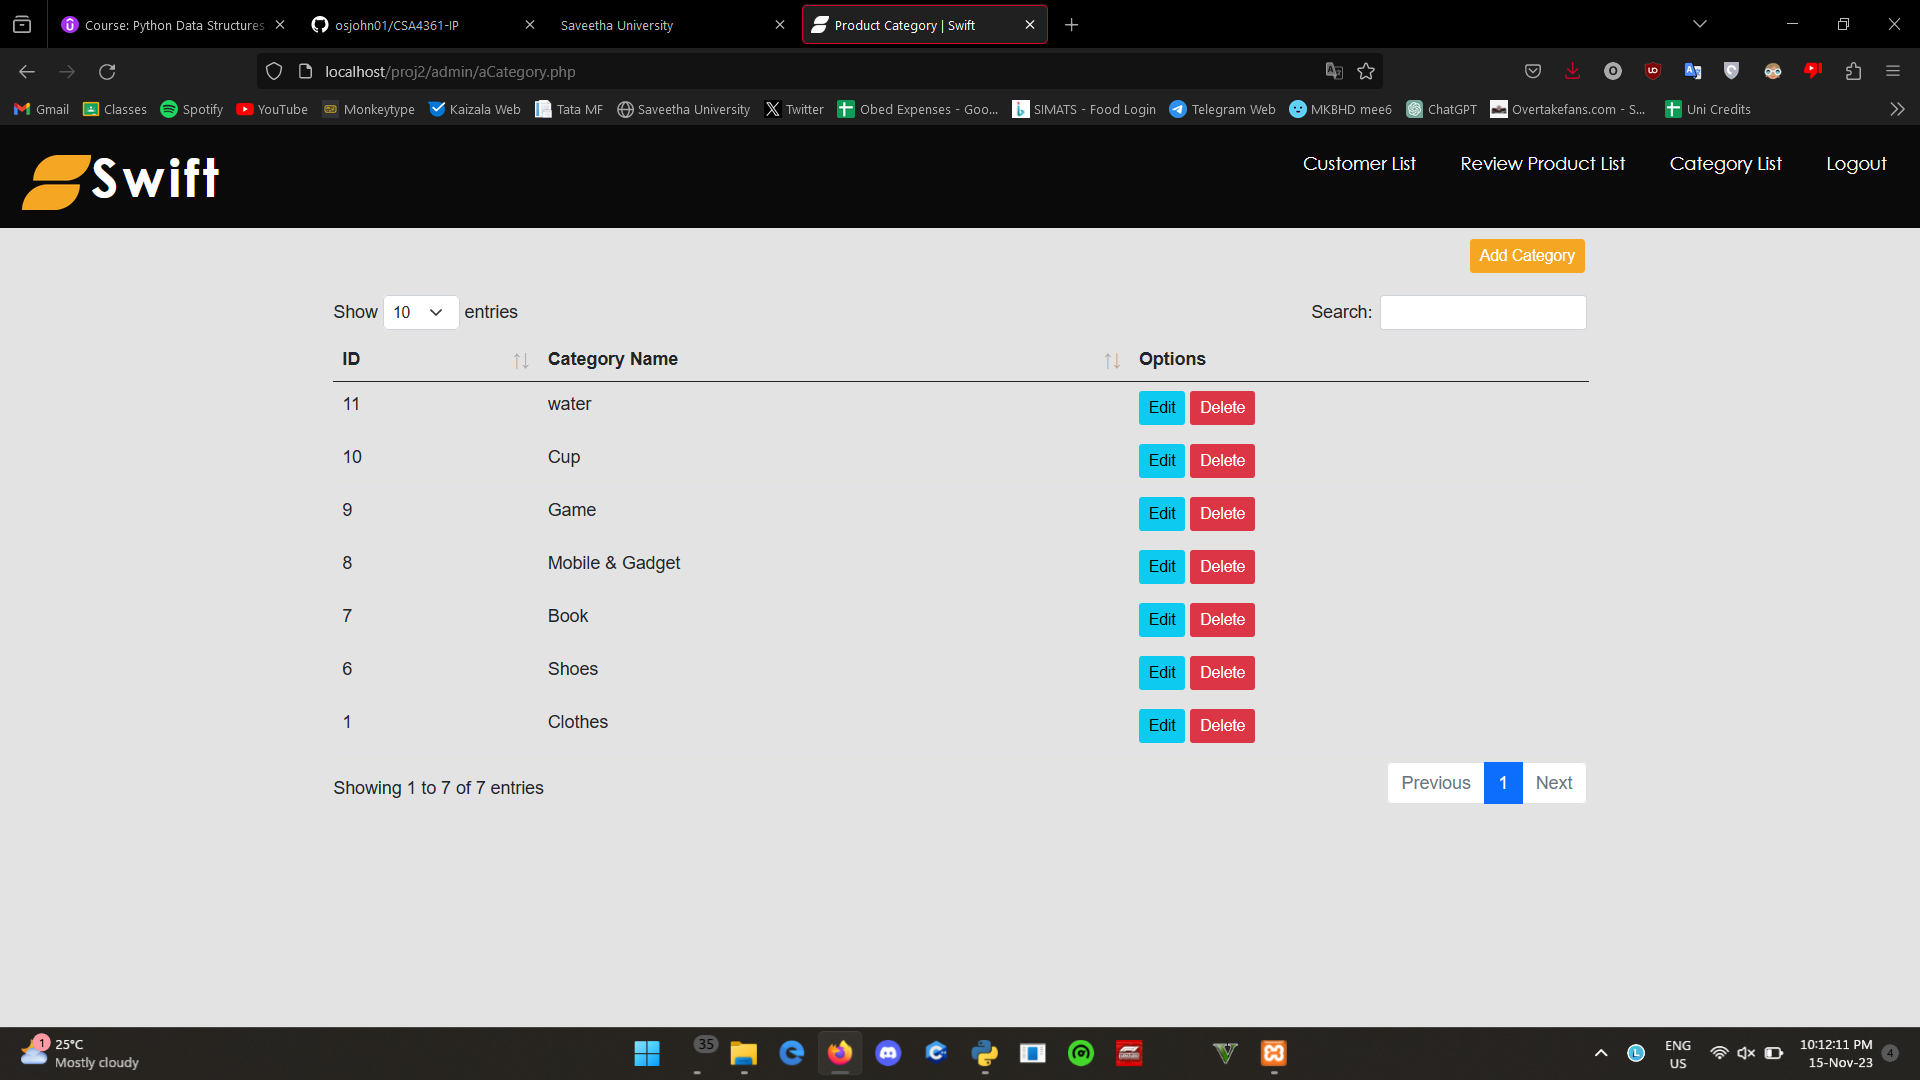 Course: Python Data Structures
osjohn01/CSA4361-IP
Saveetha University
Product Category | Swift
localhost/proj2/admin/aCategory.php
Gmail
Classes
Spotify
YouTube
Monkeytype
Kaizala Web
Tata MF
Saveetha University
Twitter
Obed Expenses - Goo...
SIMATS - Food Login
Telegram Web
MKBHD mee6
ChatGPT
Overtakefans.com - S...
Uni Credits
Swift
Customer List
Review Product List
Category List
Logout
Add Category
Show 10 entries
Search:
ID Category Name Options
11 water Edit Delete
10 Cup Edit Delete
9 Game Edit Delete
8 Mobile & Gadget Edit Delete
7 Book Edit Delete
6 Shoes Edit Delete
1 Clothes Edit Delete
Showing 1 to 7 of 7 entries
Previous 1 Next
1
25°C
Mostly cloudy
35
ENG
US
10:12:11 PM
15-Nov-23
4